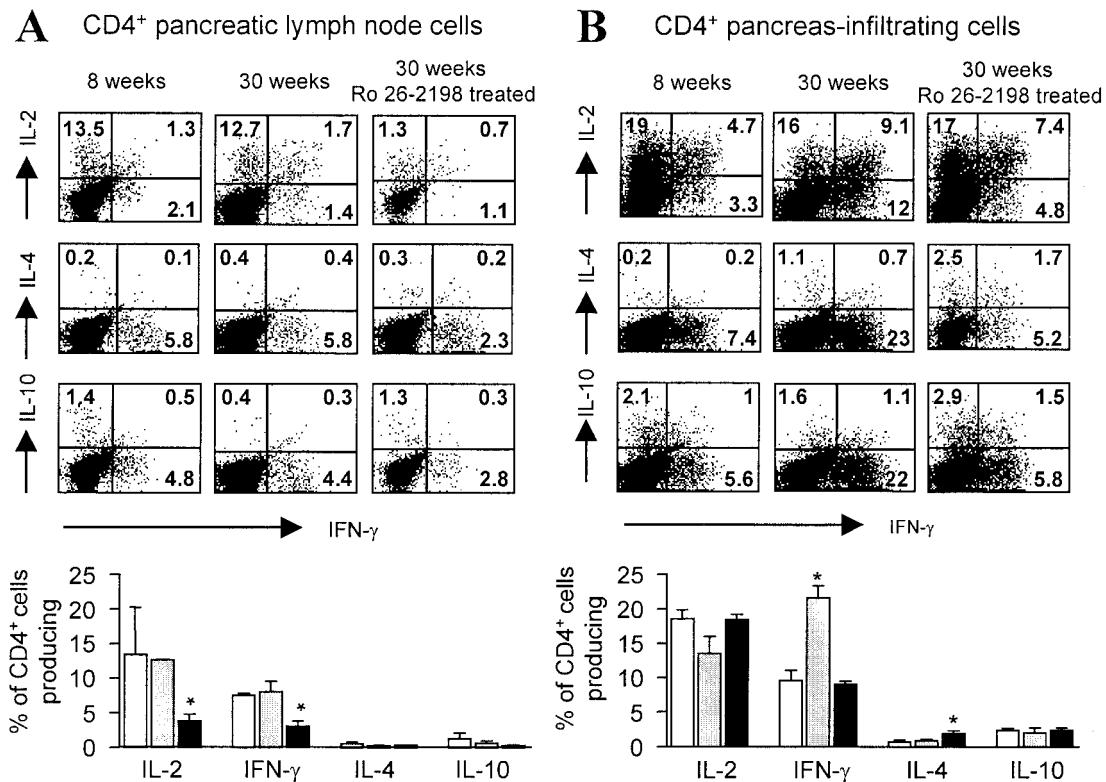 A CD4⁺ pancreatic lymph node cells
8 weeks
30 weeks
30 weeks
Ro 26-2198 treated
IL-2
13.5 1.3
2.1
12.7 1.7
1.4
1.3 0.7
1.1
IL-4
0.2 0.1
5.8
0.4 0.4
5.8
0.3 0.2
2.3
IL-10
1.4 0.5
4.8
0.4 0.3
4.4
1.3 0.3
2.8
IFN-γ
% of CD4⁺ cells
producing
25
20
15
10
5
0
*
*
IL-2 IFN-γ IL-4 IL-10
B CD4⁺ pancreas-infiltrating cells
8 weeks
30 weeks
30 weeks
Ro 26-2198 treated
IL-2
19 4.7
3.3
16 9.1
12
17 7.4
4.8
IL-4
0.2 0.2
7.4
1.1 0.7
23
2.5 1.7
5.2
IL-10
2.1 1
5.6
1.6 1.1
22
2.9 1.5
5.8
IFN-γ
% of CD4⁺ cells
producing
25
20
15
10
5
0
*
*
IL-2 IFN-γ IL-4 IL-10